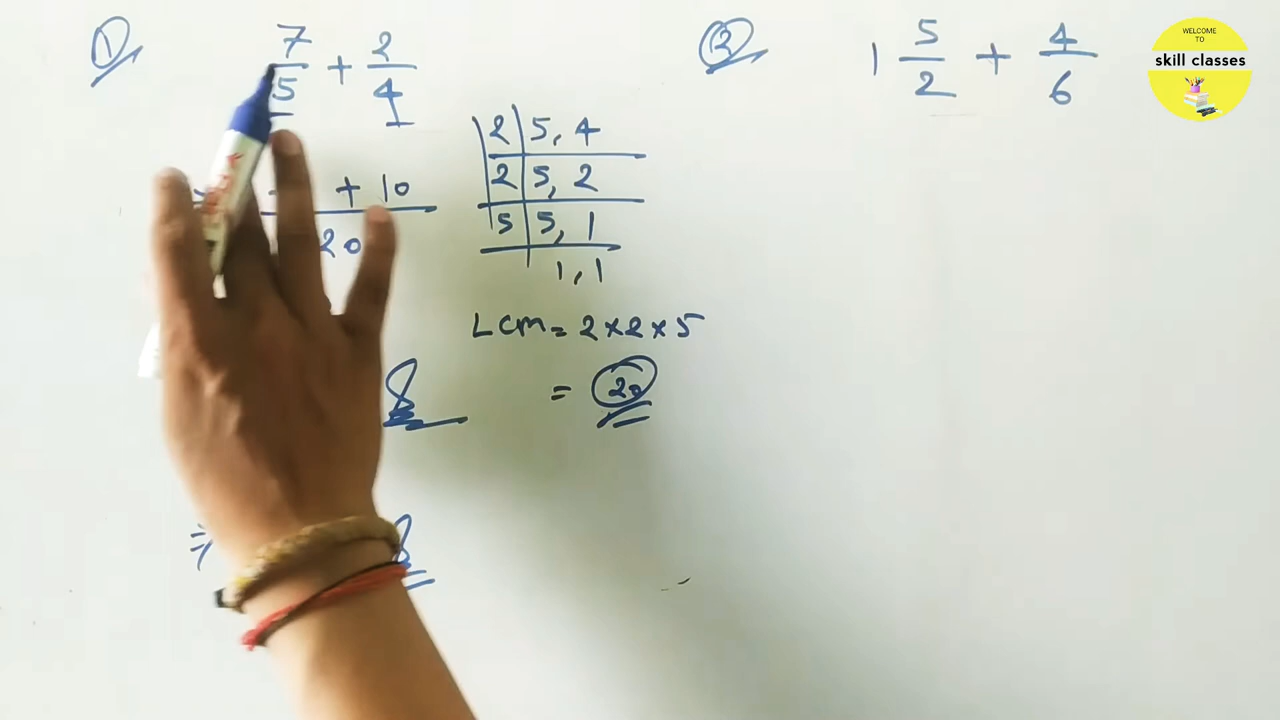 ① 7/5 + 2/4
+ 10
20
2 | 5, 4
2 | 5, 2
5 | 5, 1
1, 1
LCM = 2 × 2 × 5
= 20
② 1 5/2 + 4/6
WELCOME
TO
skill classes